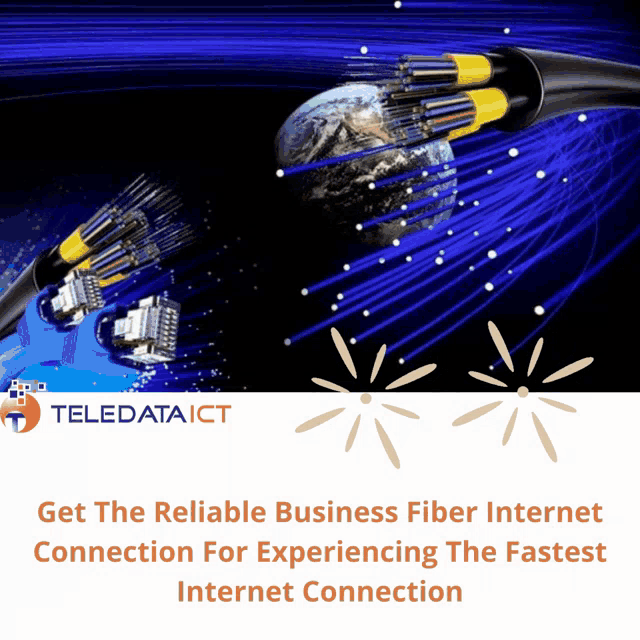 TELEDATAICT
Get The Reliable Business Fiber Internet
Connection For Experiencing The Fastest
Internet Connection